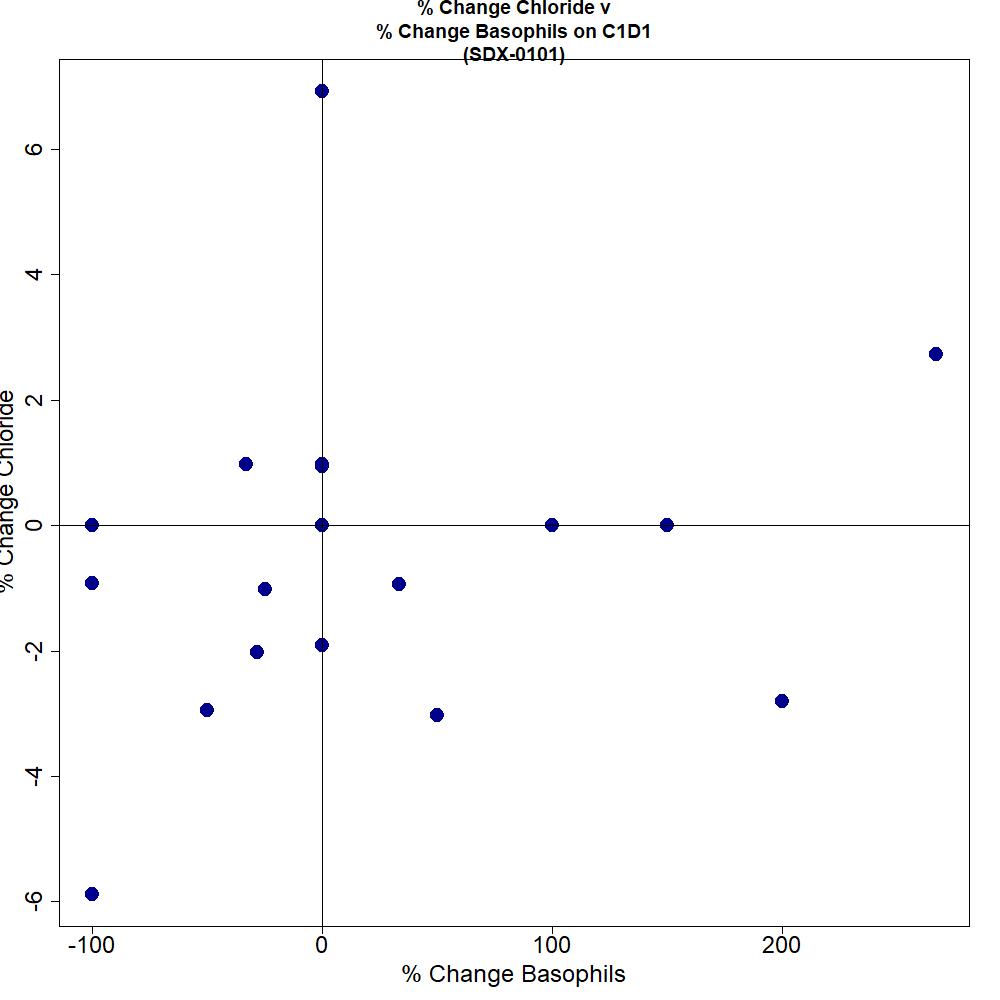 % Change Chloride v
% Change Basophils on C1D1
(SDX-0101)
6
4
2
0
-2
-4
-6
% Change Chloride
-100 0 100 200
% Change Basophils